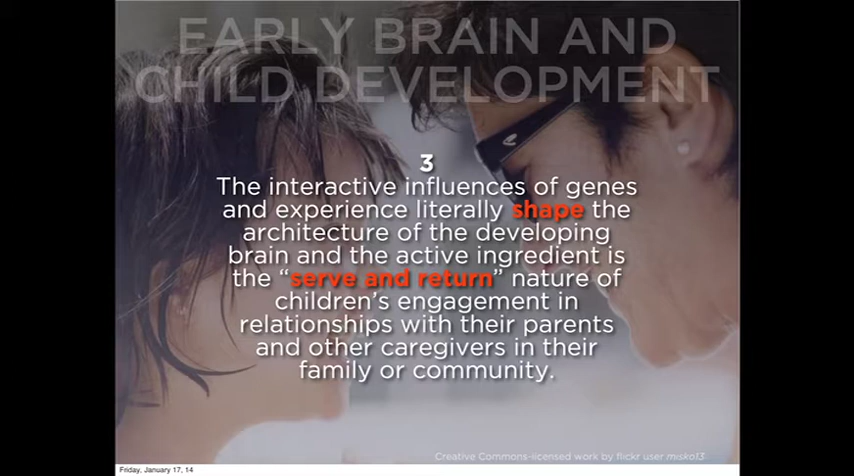 EARLY BRAIN AND
CHILD DEVELOPMENT
3
The interactive influences of genes
and experience literally shape the
architecture of the developing
brain and the active ingredient is
the “serve and return” nature of
children’s engagement in
relationships with their parents
and other caregivers in their
family or community.
Creative Commons-licensed work by flickr user misko13
Friday, January 17, 14